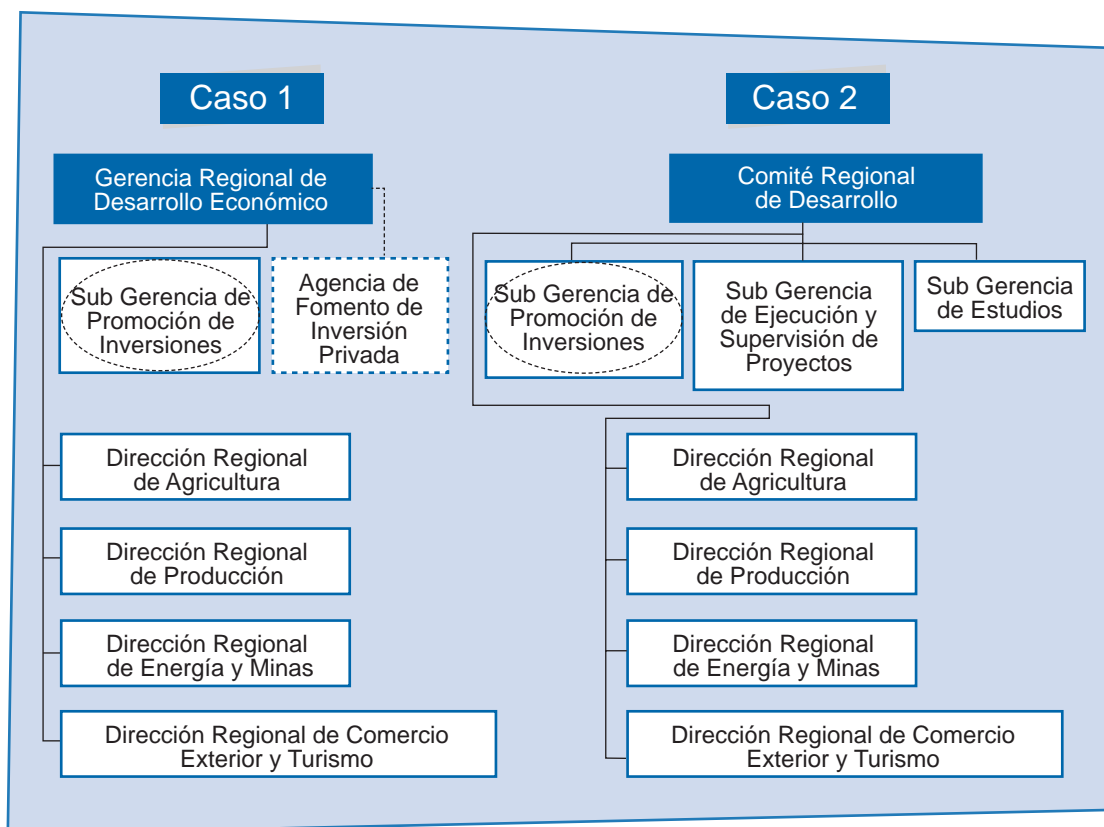 Caso 1
Gerencia Regional de
Desarrollo Económico
Sub Gerencia de
Promoción de
Inversiones
Agencia de
Fomento de
Inversión
Privada
Dirección Regional
de Agricultura
Dirección Regional
de Producción
Dirección Regional
de Energía y Minas
Dirección Regional de Comercio
Exterior y Turismo
Caso 2
Comité Regional
de Desarrollo
Sub Gerencia de
Promoción de
Inversiones
Sub Gerencia
de Ejecución y
Supervisión de
Proyectos
Sub Gerencia
de Estudios
Dirección Regional
de Agricultura
Dirección Regional
de Producción
Dirección Regional
de Energía y Minas
Dirección Regional de Comercio
Exterior y Turismo